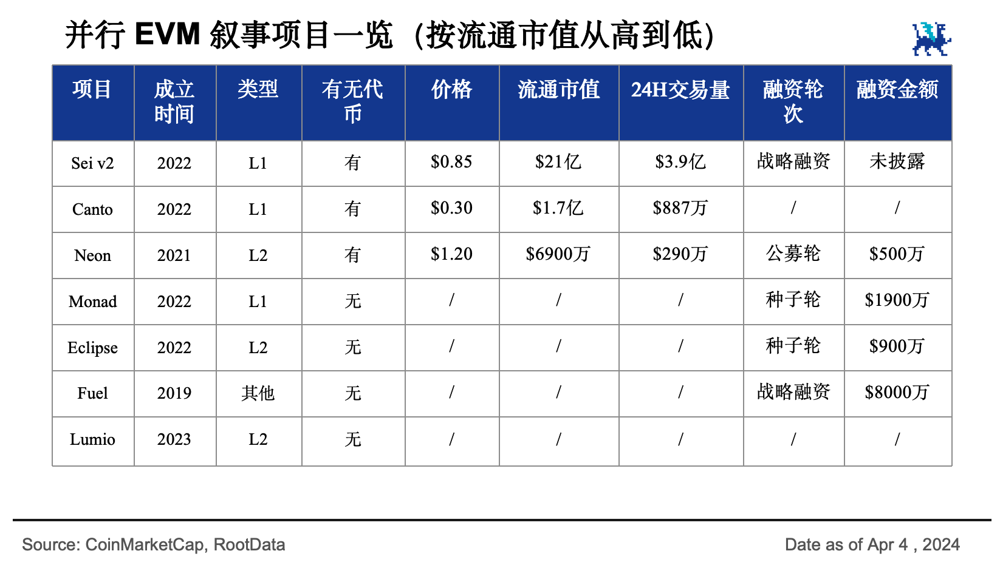 并行 EVM 叙事项目一览（按流通市值从高到低）
项目 成立时间 类型 有无代币 价格 流通市值 24H交易量 融资轮次 融资金额
Sei v2 2022 L1 有 $0.85 $21亿 $3.9亿 战略融资 未披露
Canto 2022 L1 有 $0.30 $1.7亿 $887万 / /
Neon 2021 L2 有 $1.20 $6900万 $290万 公募轮 $500万
Monad 2022 L1 无 / / / 种子轮 $1900万
Eclipse 2022 L2 无 / / / 种子轮 $900万
Fuel 2019 其他 无 / / / 战略融资 $8000万
Lumio 2023 L2 无 / / / / /
Source: CoinMarketCap, RootData
Date as of Apr 4 , 2024